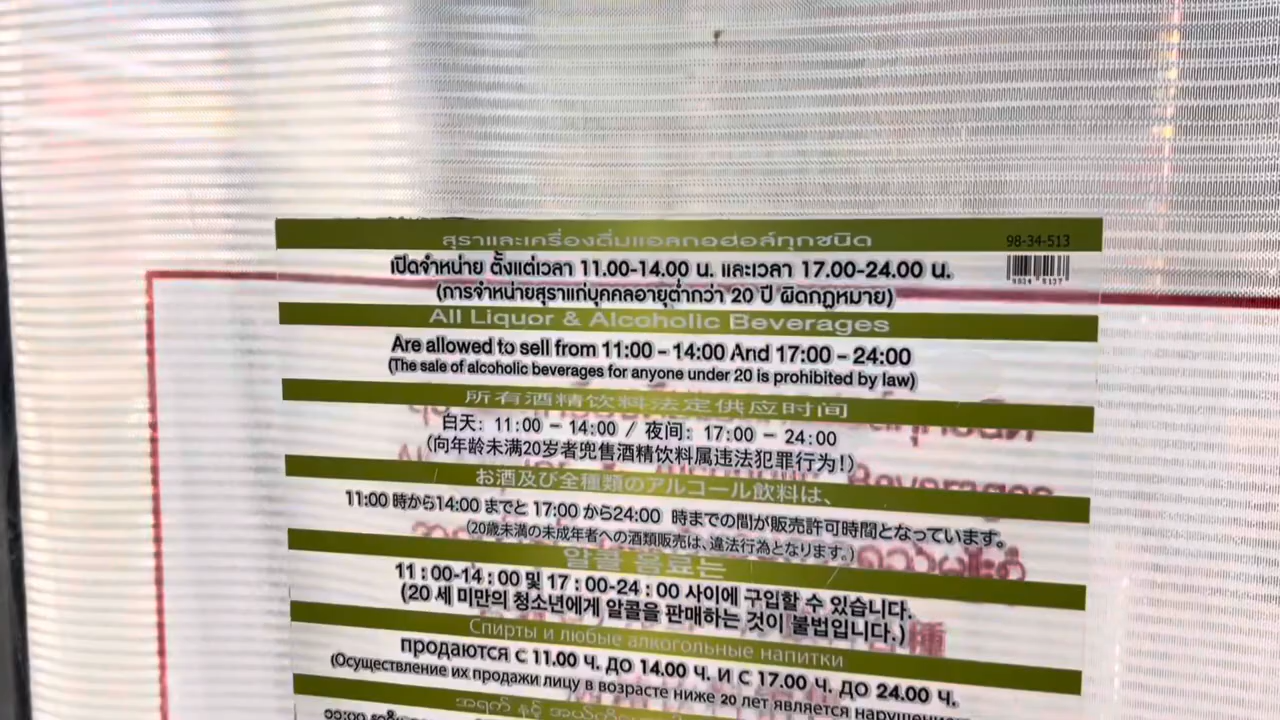 สุราและเครื่องดื่มแอลกอฮอล์ทุกชนิด
98-34-513
เปิดจำหน่าย ตั้งแต่เวลา 11.00-14.00 น. และเวลา 17.00-24.00 น.
(การจำหน่ายสุราแก่บุคคลอายุต่ำกว่า 20 ปี ผิดกฎหมาย)
All Liquor & Alcoholic Beverages
Are allowed to sell from 11:00 – 14:00 And 17:00 – 24:00
(The sale of alcoholic beverages for anyone under 20 is prohibited by law)
所有酒精饮料法定供应时间
白天: 11:00 – 14:00 / 夜间: 17:00 – 24:00
(向年龄未满20岁者兜售酒精饮料属违法犯罪行为!)
お酒及び全種類のアルコール飲料は、
11:00 時から14:00 までと 17:00 から24:00 時までの間が販売許可時間となっています。
(20歳未満の未成年者への酒類販売は、違法行為となります。)
알콜 음료는
11 : 00-14 : 00 및 17 : 00-24 : 00 사이에 구입할 수 있습니다.
(20 세 미만의 청소년에게 알콜을 판매하는 것이 불법입니다.)
Спирты и любые алкогольные напитки
продаются с 11.00 ч. до 14.00 ч. и с 17.00 ч. до 24.00 ч.
(Осуществление их продажи лицу в возрасте ниже 20 лет является
အရက် နှင့်